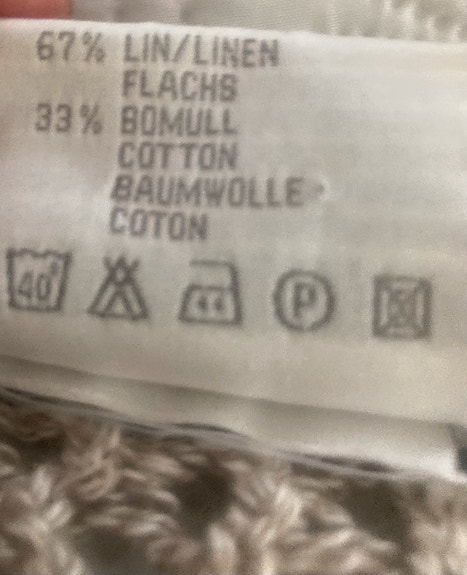 67% LIN/LINEN
FLACHS
33% BOMULL
COTTON
BAUMWOLLE
COTON
40° P